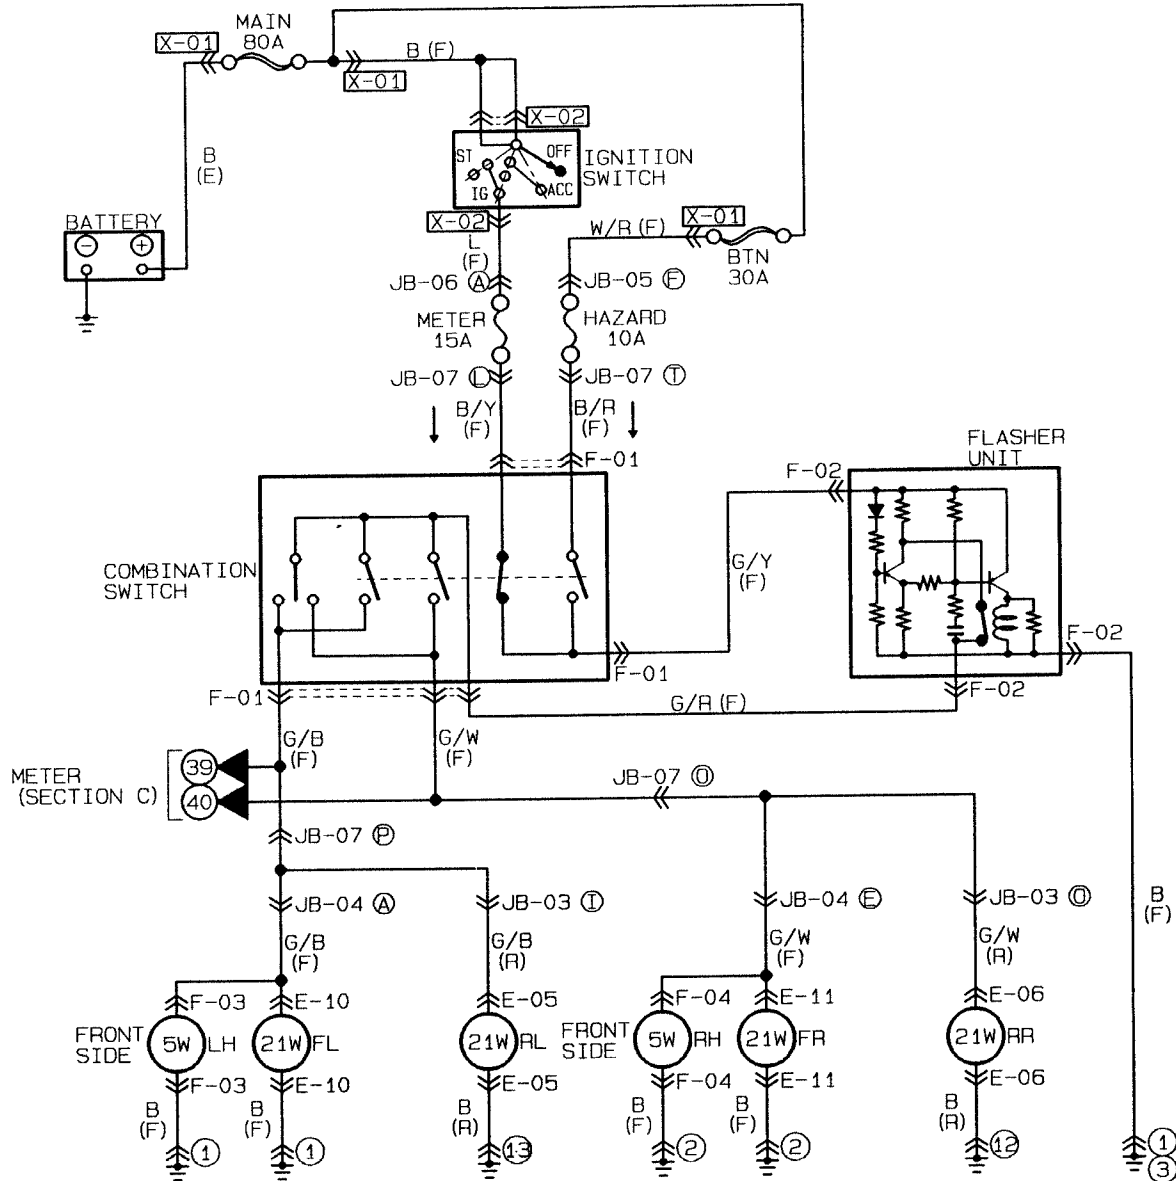 MAIN
80A
X-01
B (F)
X-01
X-02
ST
OFF
IG
ACC
IGNITION
SWITCH
B
(E)
BATTERY
- +
X-02
L
(F)
W/R (F)
X-01
BTN
30A
JB-06 A
JB-05 F
METER
15A
HAZARD
10A
JB-07 L
JB-07 T
B/Y
(F)
B/R
(F)
F-01
FLASHER
UNIT
F-02
COMBINATION
SWITCH
G/Y
(F)
F-02
F-01
F-01
F-02
G/R (F)
G/B
(F)
G/W
(F)
METER
(SECTION C)
39
40
JB-07 O
JB-07 P
JB-04 A
JB-03 I
JB-04 E
JB-03 O
B
(F)
G/B
(F)
G/B
(R)
G/W
(F)
G/W
(R)
F-03
E-10
E-05
F-04
E-11
E-06
FRONT
SIDE
5W LH
21W FL
21W RL
FRONT
SIDE
5W RH
21W FR
21W RR
F-03
E-10
E-05
F-04
E-11
E-06
B
(F)
B
(F)
B
(R)
B
(F)
B
(F)
B
(R)
1
1
13
2
2
12
1
3